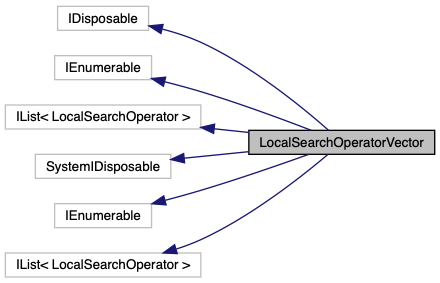 IDisposable
IEnumerable
IList< LocalSearchOperator >
LocalSearchOperatorVector
SystemIDisposable
IEnumerable
IList< LocalSearchOperator >